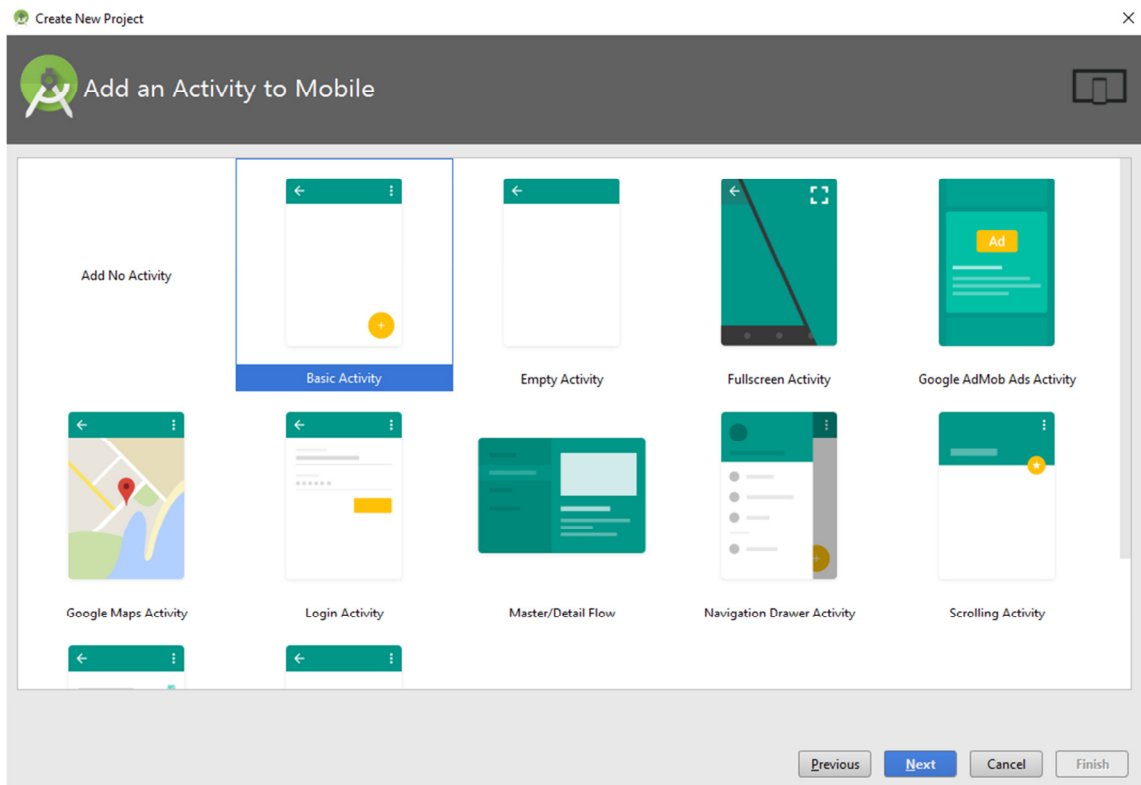 Create New Project
Add an Activity to Mobile
Add No Activity
Basic Activity
Empty Activity
Fullscreen Activity
Ad
Google AdMob Ads Activity
Google Maps Activity
Login Activity
Master/Detail Flow
Navigation Drawer Activity
Scrolling Activity
Previous
Next
Cancel
Finish